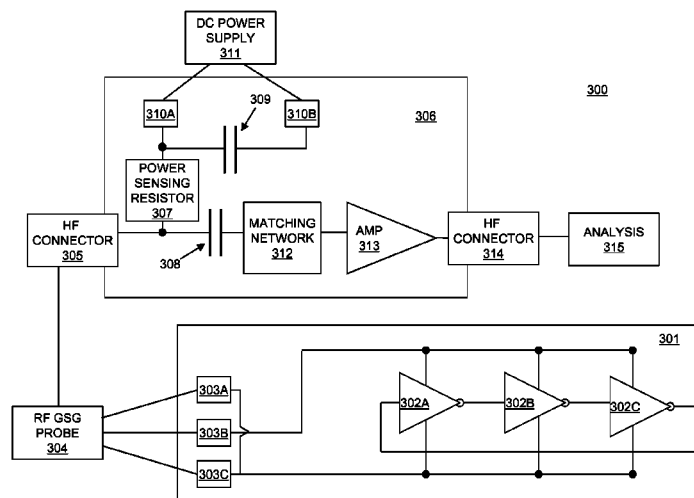 DC POWER
SUPPLY
311
309
310A
310B
306
300
POWER
SENSING
RESISTOR
307
HF
CONNECTOR
305
308
MATCHING
NETWORK
312
AMP
313
HF
CONNECTOR
314
ANALYSIS
315
301
303A
302A
302B
302C
RF GSG
PROBE
304
303B
303C